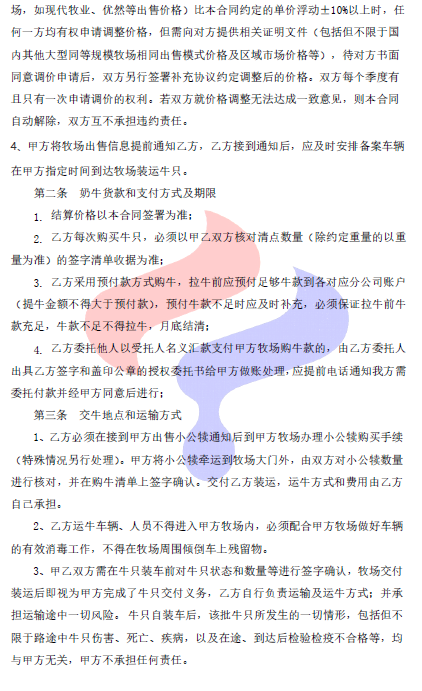 场，如现代牧业、优然等出售价格）比本合同约定的单价浮动±10%以上时，任
何一方均有权申请调整价格，但需向对方提供相关证明文件（包括但不限于国
内其他大型同等规模牧场相同出售模式价格及区域市场价格等），待对方书面
同意调价申请后，双方另行签署补充协议约定调整后的价格。双方每个季度有
且只有一次申请调价的权利。若双方就价格调整无法达成一致意见，则本合同
自动解除，双方互不承担违约责任。
4、甲方将牧场出售信息提前通知乙方，乙方接到通知后，应及时安排备案车辆
在甲方指定时间到达牧场装运牛只。
第二条 奶牛货款和支付方式及期限
1. 结算价格以本合同签署为准；
2. 乙方每次购买牛只，必须以甲乙双方核对清点数量（除约定重量的以重
量为准）的签字清单收据为准；
3. 乙方采用预付款方式购牛，拉牛前应预付足够牛款到各对应分公司账户
（提牛金额不得大于预付款），预付牛款不足时应及时补充，必须保证拉牛前牛
款充足，牛款不足不得拉牛，月底结清；
4. 乙方委托他人以受托人名义汇款支付甲方牧场购牛款的，由乙方委托人
出具乙方签字和盖印公章的授权委托书给甲方做账处理，应提前电话通知我方需
委托付款并经甲方同意后进行；
第三条 交牛地点和运输方式
1、乙方必须在接到甲方出售小公犊通知后到甲方牧场办理小公犊购买手续
（特殊情况另行处理）。甲方将小公犊牵运到牧场大门外，由双方对小公犊数量
进行核对，并在购牛清单上签字确认。交付乙方装运，运牛方式和费用由乙方
自己承担。
2、乙方运牛车辆、人员不得进入甲方牧场内，必须配合甲方牧场做好车辆
的有效消毒工作，不得在牧场周围倾倒车上残留物。
3、甲乙双方需在牛只装车前对牛只状态和数量等进行签字确认，牧场交付
装运后即视为甲方完成了牛只交付义务，乙方自行负责运输及运牛方式；并承
担运输途中一切风险。牛只自装车后，该批牛只所发生的一切情形，包括但不
限于路途中牛只伤害、死亡、疾病，以及在途、到达后检验检疫不合格等，均
与甲方无关，甲方不承担任何责任。